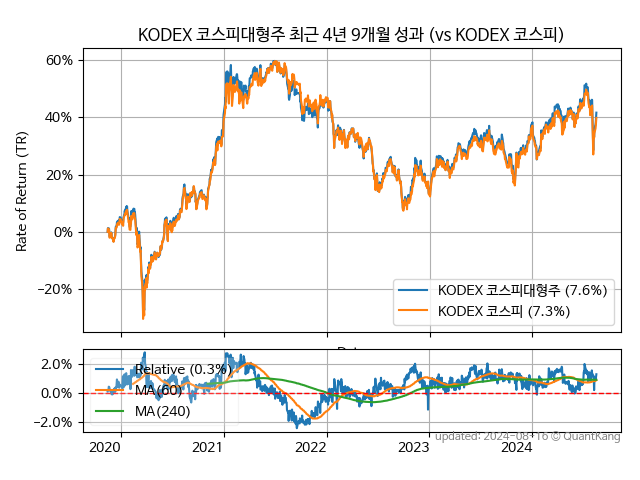 KODEX 코스피대형주 최근 4년 9개월 성과 (vs KODEX 코스피)
Rate of Return (TR)
60%
40%
20%
0%
−20%
KODEX 코스피대형주 (7.6%)
KODEX 코스피 (7.3%)
2.0%
0.0%
−2.0%
Relative (0.3%)
MA(60)
MA(240)
2020
2021
2022
2023
2024
updated: 2024-08-16 © QuantKang